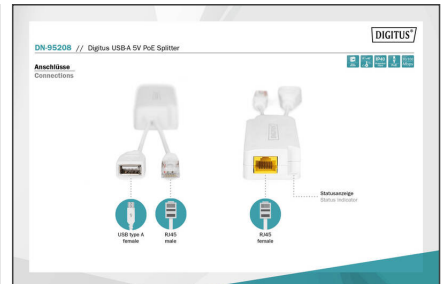 DIGITUS®
DN-95208 // Digitus USB-A 5V PoE Splitter
Anschlüsse
Connections
Statusanzeige
Status indicator
USB type A
female
RJ45
male
RJ45
female